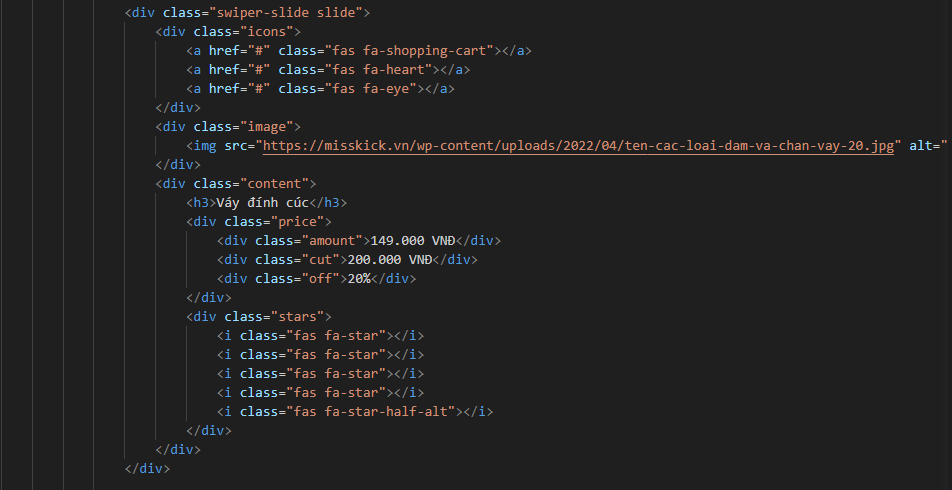 <div class="swiper-slide slide">
<div class="icons">
<a href="#" class="fas fa-shopping-cart"></a>
<a href="#" class="fas fa-heart"></a>
<a href="#" class="fas fa-eye"></a>
</div>
<div class="image">
<img src="https://misskick.vn/wp-content/uploads/2022/04/ten-cac-loai-dam-va-chan-vay-20.jpg" alt="
</div>
<div class="content">
<h3>Váy đính cúc</h3>
<div class="price">
<div class="amount">149.000 VNĐ</div>
<div class="cut">200.000 VNĐ</div>
<div class="off">20%</div>
</div>
<div class="stars">
<i class="fas fa-star"></i>
<i class="fas fa-star"></i>
<i class="fas fa-star"></i>
<i class="fas fa-star"></i>
<i class="fas fa-star-half-alt"></i>
</div>
</div>
</div>